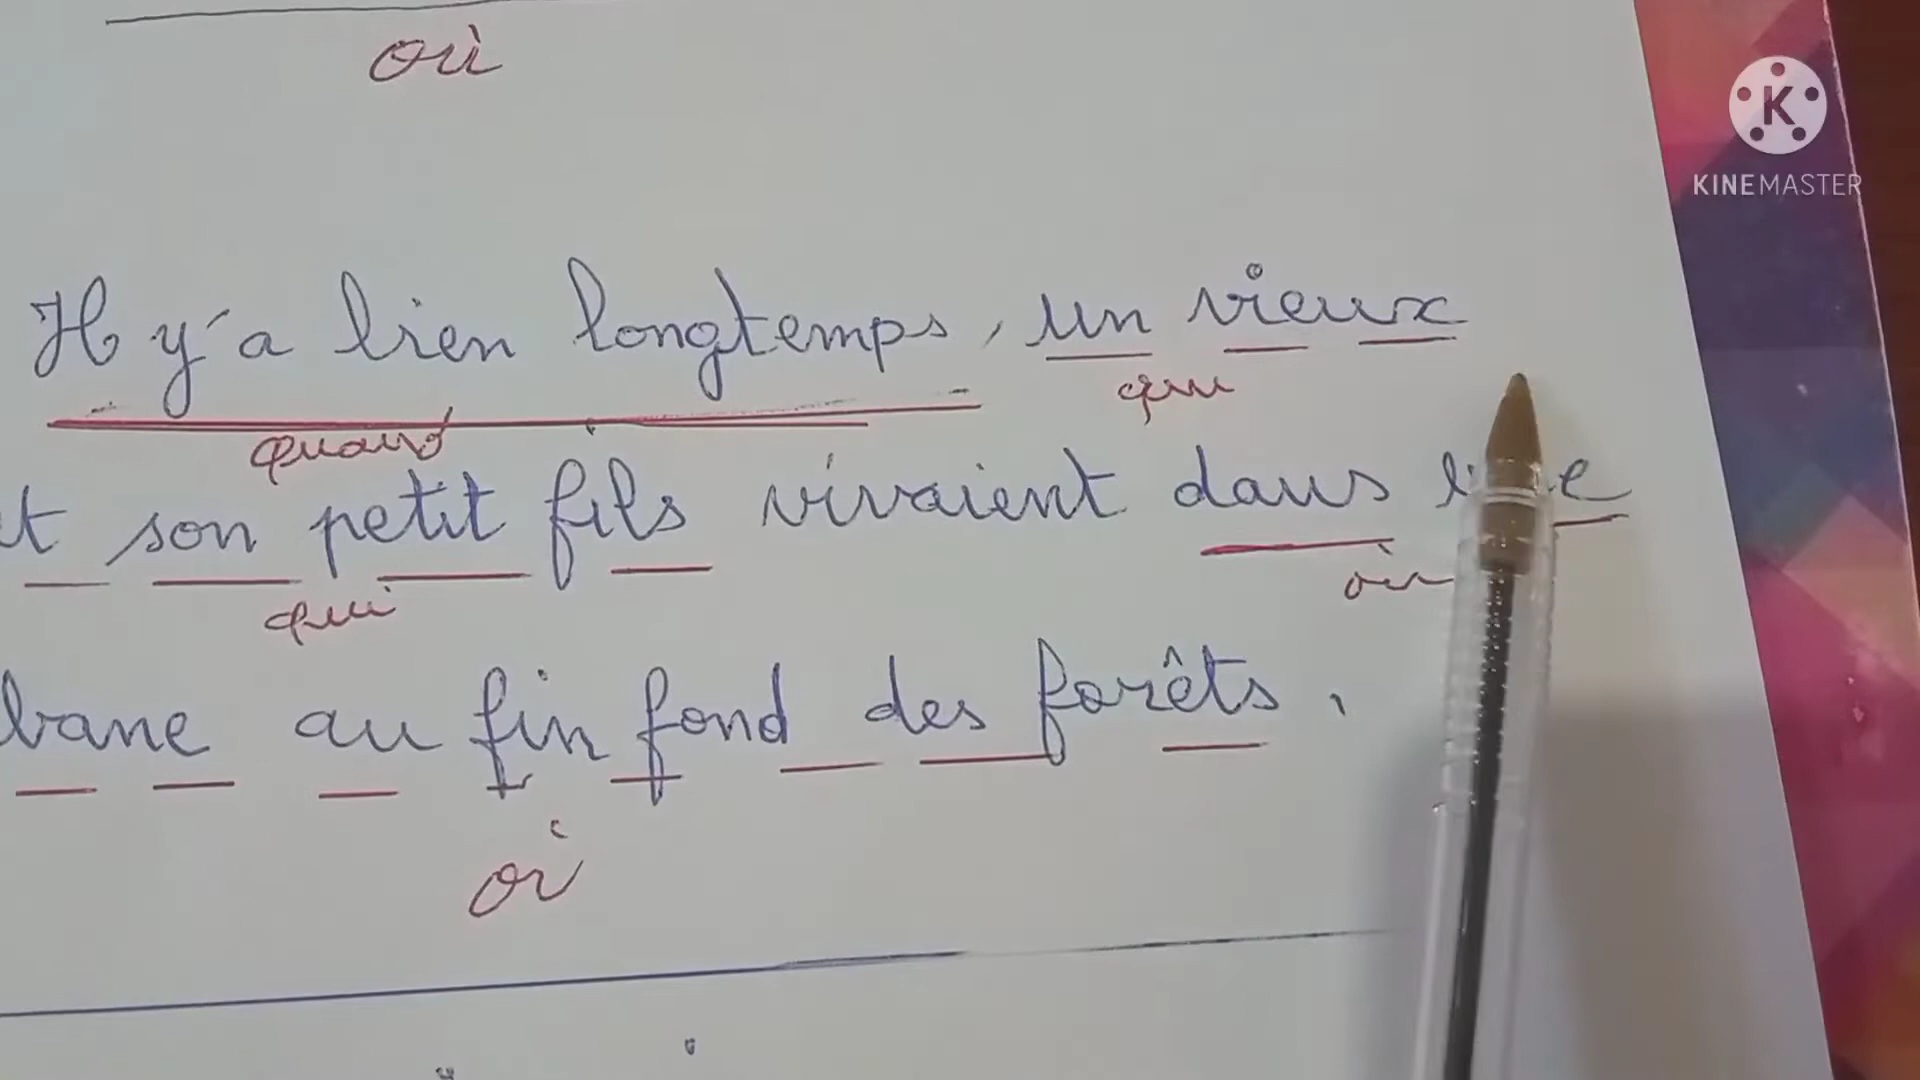 où
KINEMASTER
Il y'a bien longtemps, un vieux
quand qui
t son petit fils vivaient dans
qui où
bane au fin fond des forêts.
où